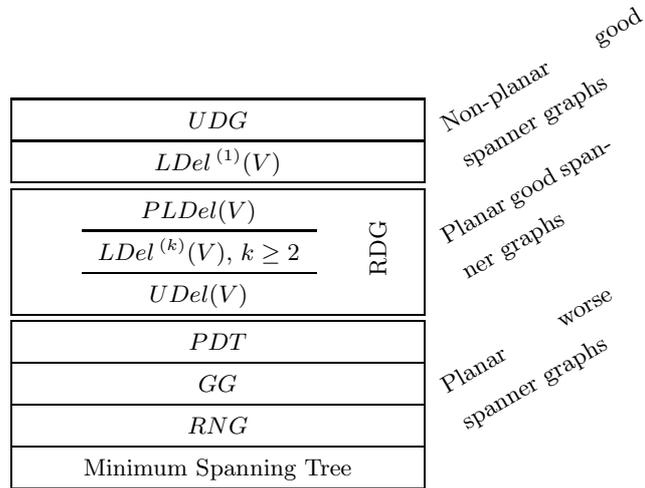 UDG
LDel (1)(V)
PLDel(V)
LDel (k)(V), k ≥ 2
UDel(V)
RDG
PDT
GG
RNG
Minimum Spanning Tree
Non-planar good
spanner graphs
Planar good span-
ner graphs
Planar worse
spanner graphs